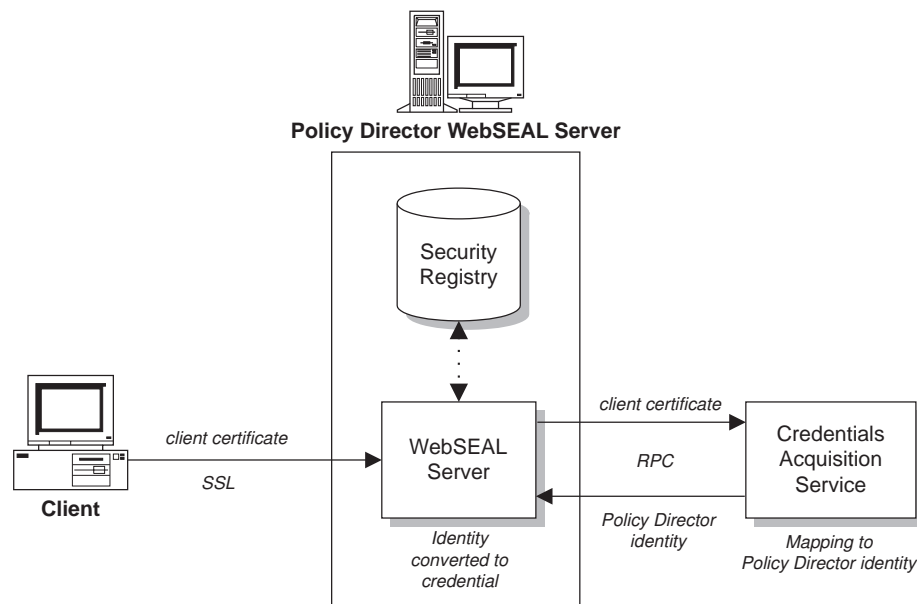 Policy Director WebSEAL Server
Security
Registry
client certificate
SSL
Client
WebSEAL
Server
Identity
converted to
credential
client certificate
RPC
Policy Director
identity
Credentials
Acquisition
Service
Mapping to
Policy Director identity